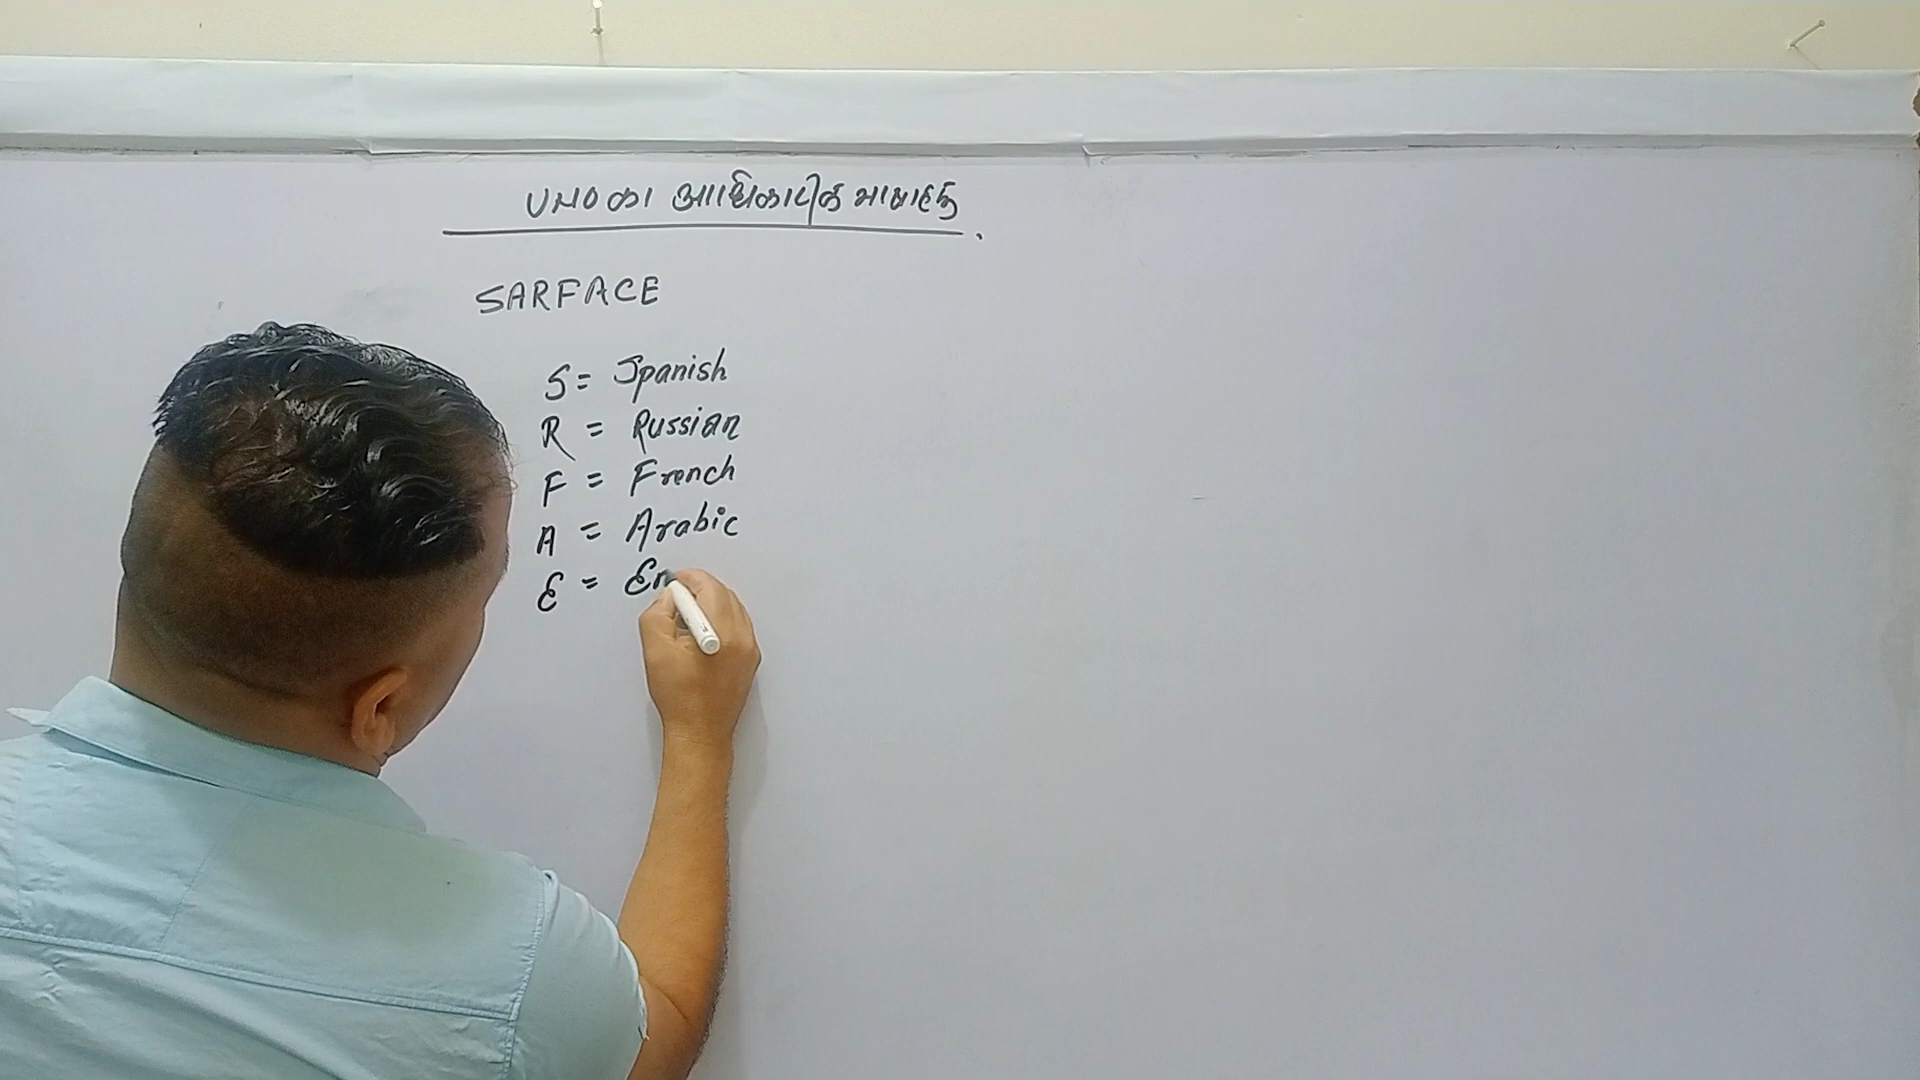 UNOका आधिकारीक भाषाहरु
SARFACE
S = Spanish
R = Russian
F = French
A = Arabic
E = En